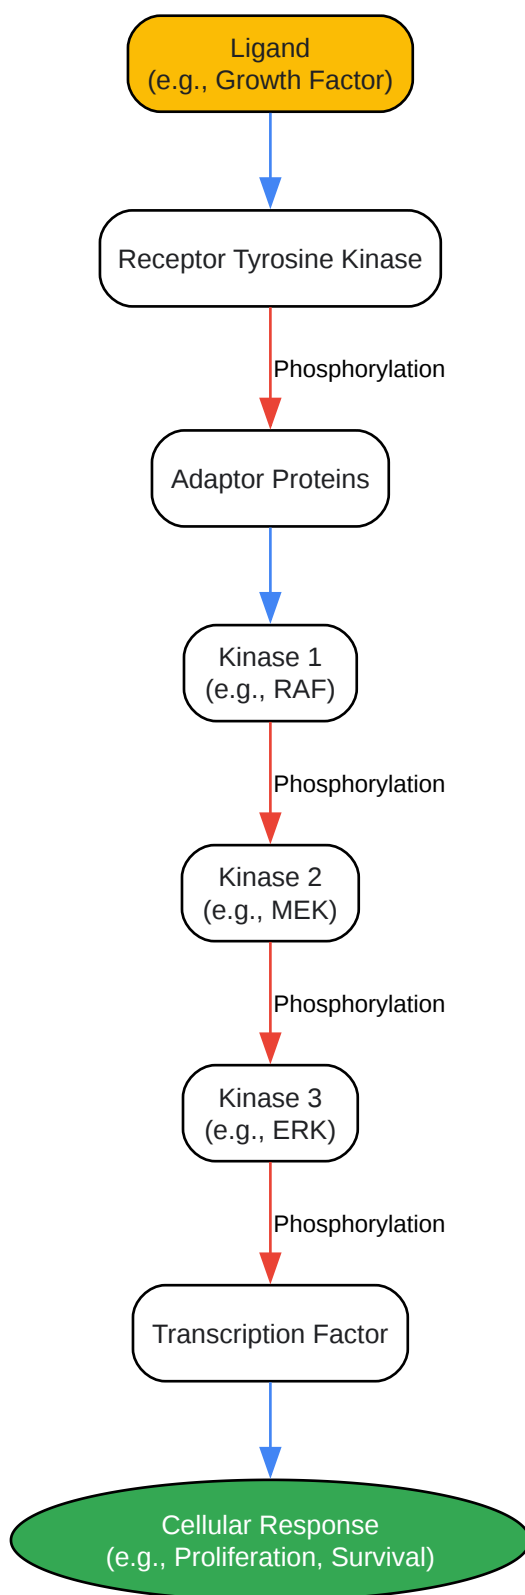 Ligand
(e.g., Growth Factor)
Receptor Tyrosine Kinase
Phosphorylation
Adaptor Proteins
Kinase 1
(e.g., RAF)
Phosphorylation
Kinase 2
(e.g., MEK)
Phosphorylation
Kinase 3
(e.g., ERK)
Phosphorylation
Transcription Factor
Cellular Response
(e.g., Proliferation, Survival)